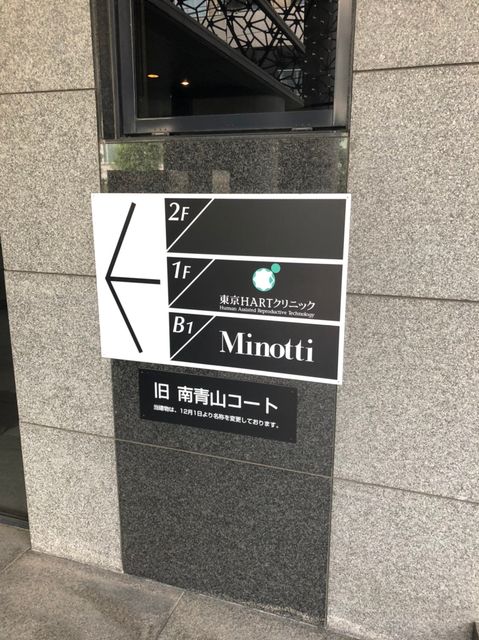 2F
1F
東京HARTクリニック
Human Assisted Reproductive Technology
B1
Minotti
旧 南青山コート
当建物は、12月1日より名称を変更しております。